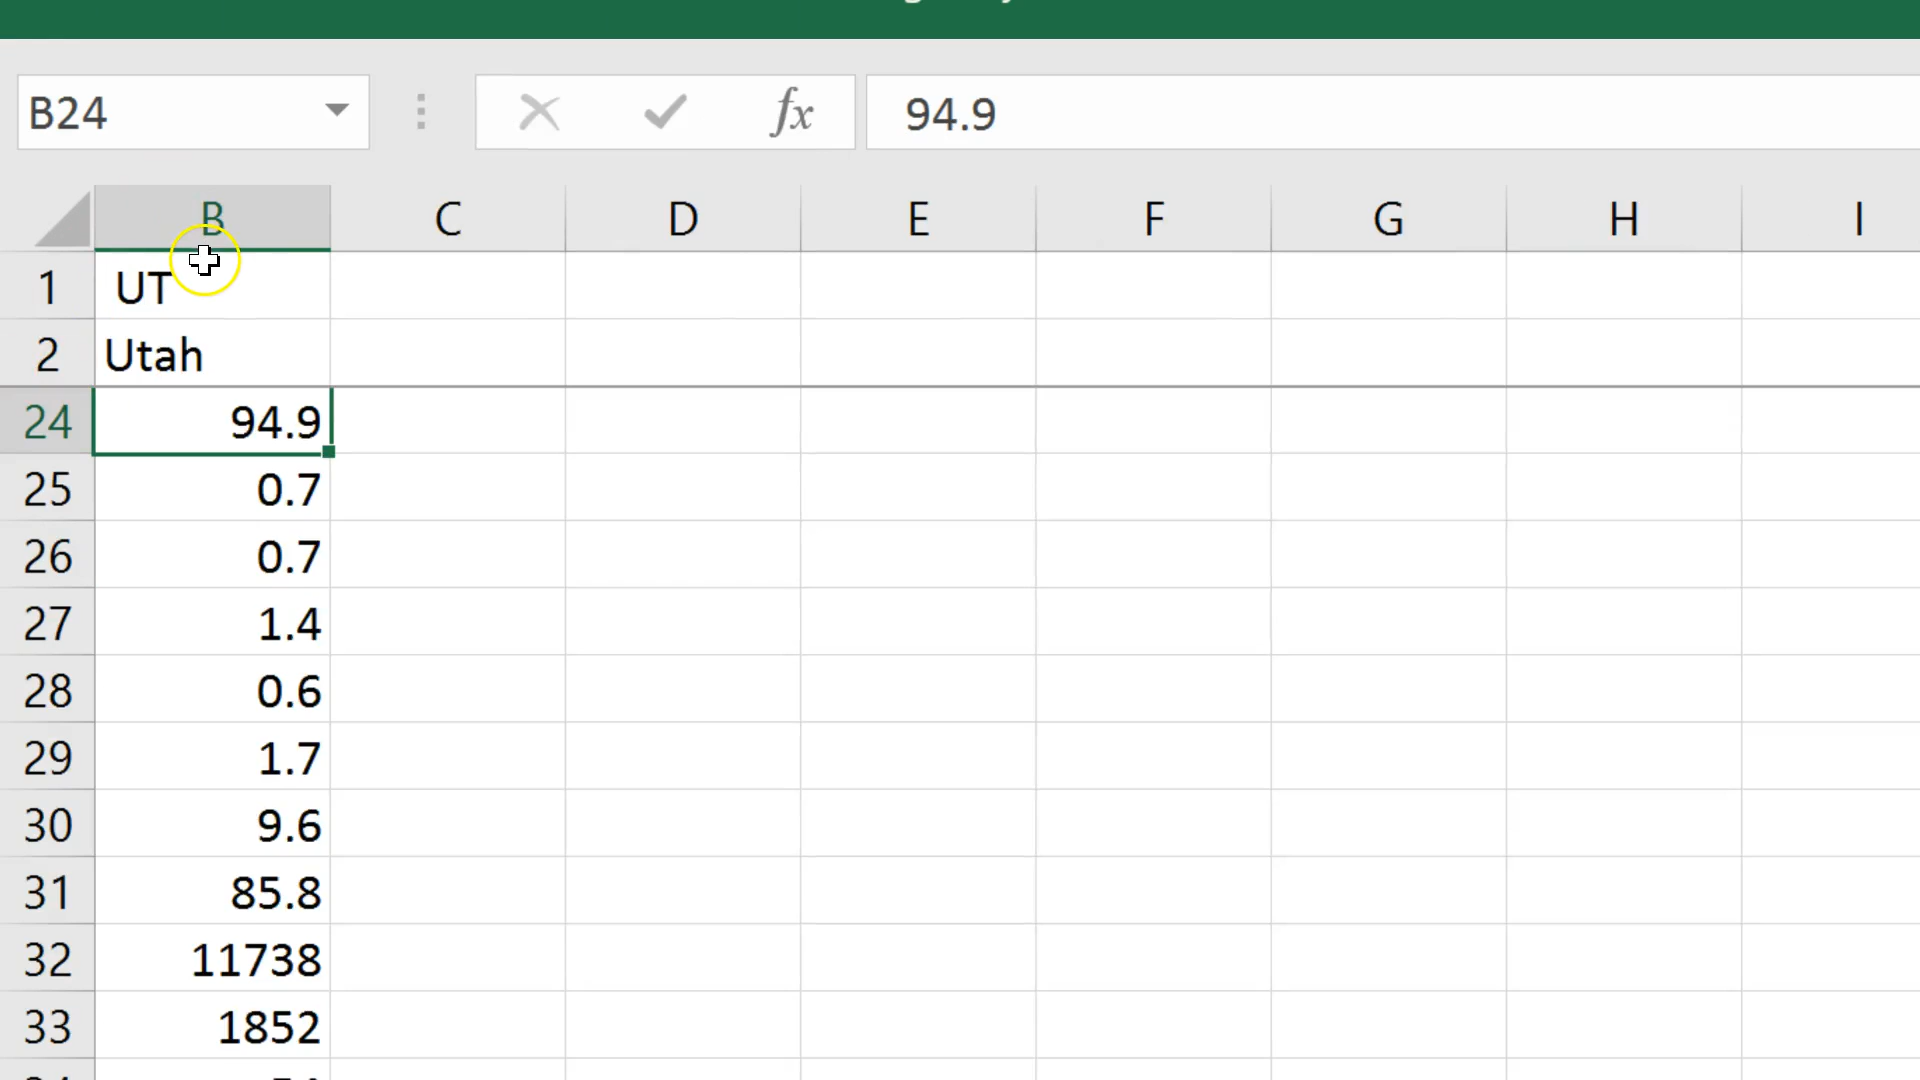 B24 fx 94.9
B C D E F G H I
1 UT
2 Utah
24 94.9
25 0.7
26 0.7
27 1.4
28 0.6
29 1.7
30 9.6
31 85.8
32 11738
33 1852